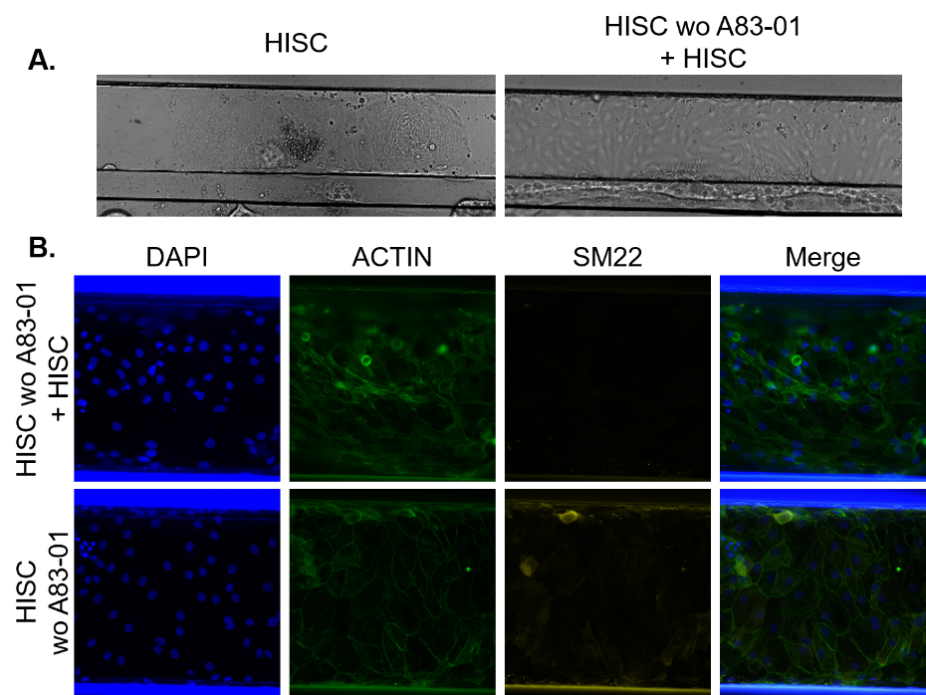 A.
HISC
HISC wo A83-01
+ HISC
B.
DAPI
ACTIN
SM22
Merge
HISC wo A83-01
+ HISC
HISC
wo A83-01